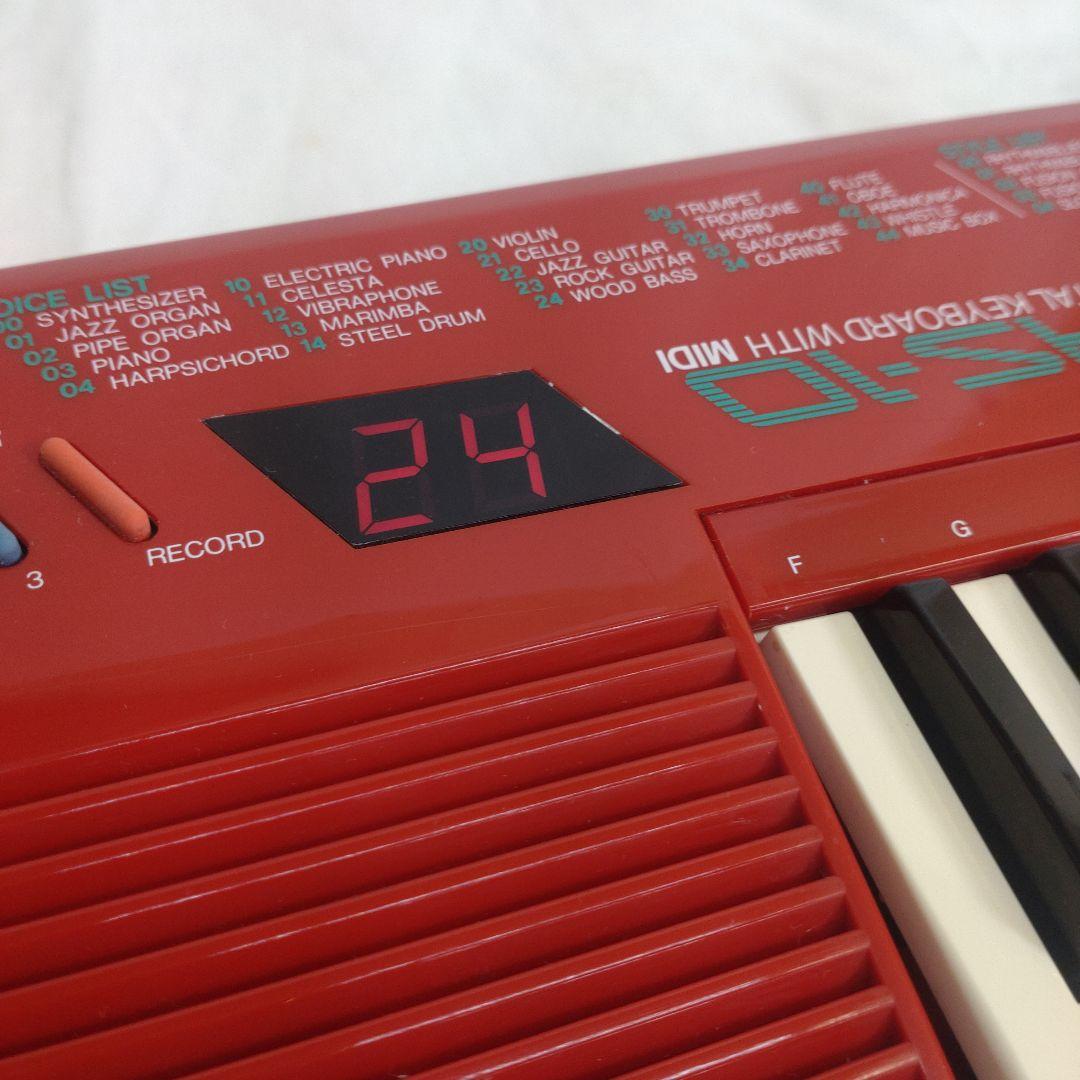 OICE LIST
00 SYNTHESIZER
01 JAZZ ORGAN
02 PIPE ORGAN
03 PIANO
04 HARPSICHORD
10 ELECTRIC PIANO
11 CELESTA
12 VIBRAPHONE
13 MARIMBA
14 STEEL DRUM
20 VIOLIN
21 CELLO
22 JAZZ GUITAR
23 ROCK GUITAR
24 WOOD BASS
30 TRUMPET
31 TROMBONE
32 HORN
33 SAXOPHONE
34 CLARINET
40 FLUTE
41 OBOE
42 HARMONICA
43 WHISTLE
44 MUSIC BOX
TAL KEYBOARD WITH MIDI
S-10
24
RECORD
3
F
G